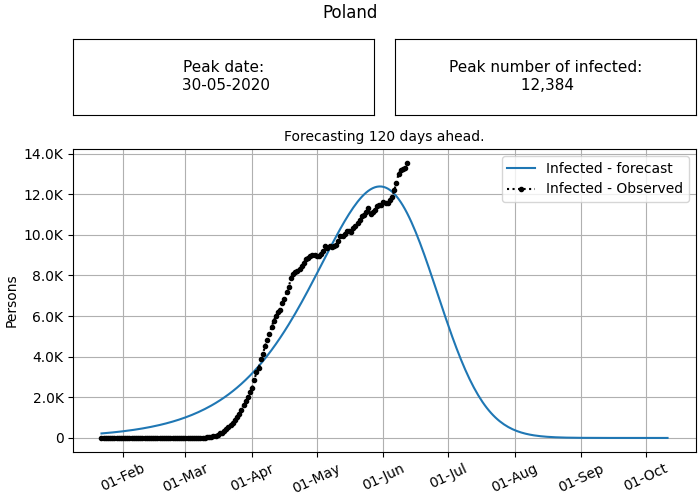 Poland
Peak date:
30-05-2020
Peak number of infected:
12,384
Forecasting 120 days ahead.
14.0K
12.0K
10.0K
8.0K
6.0K
4.0K
2.0K
0
Persons
Infected - forecast
Infected - Observed
01-Feb
01-Mar
01-Apr
01-May
01-Jun
01-Jul
01-Aug
01-Sep
01-Oct